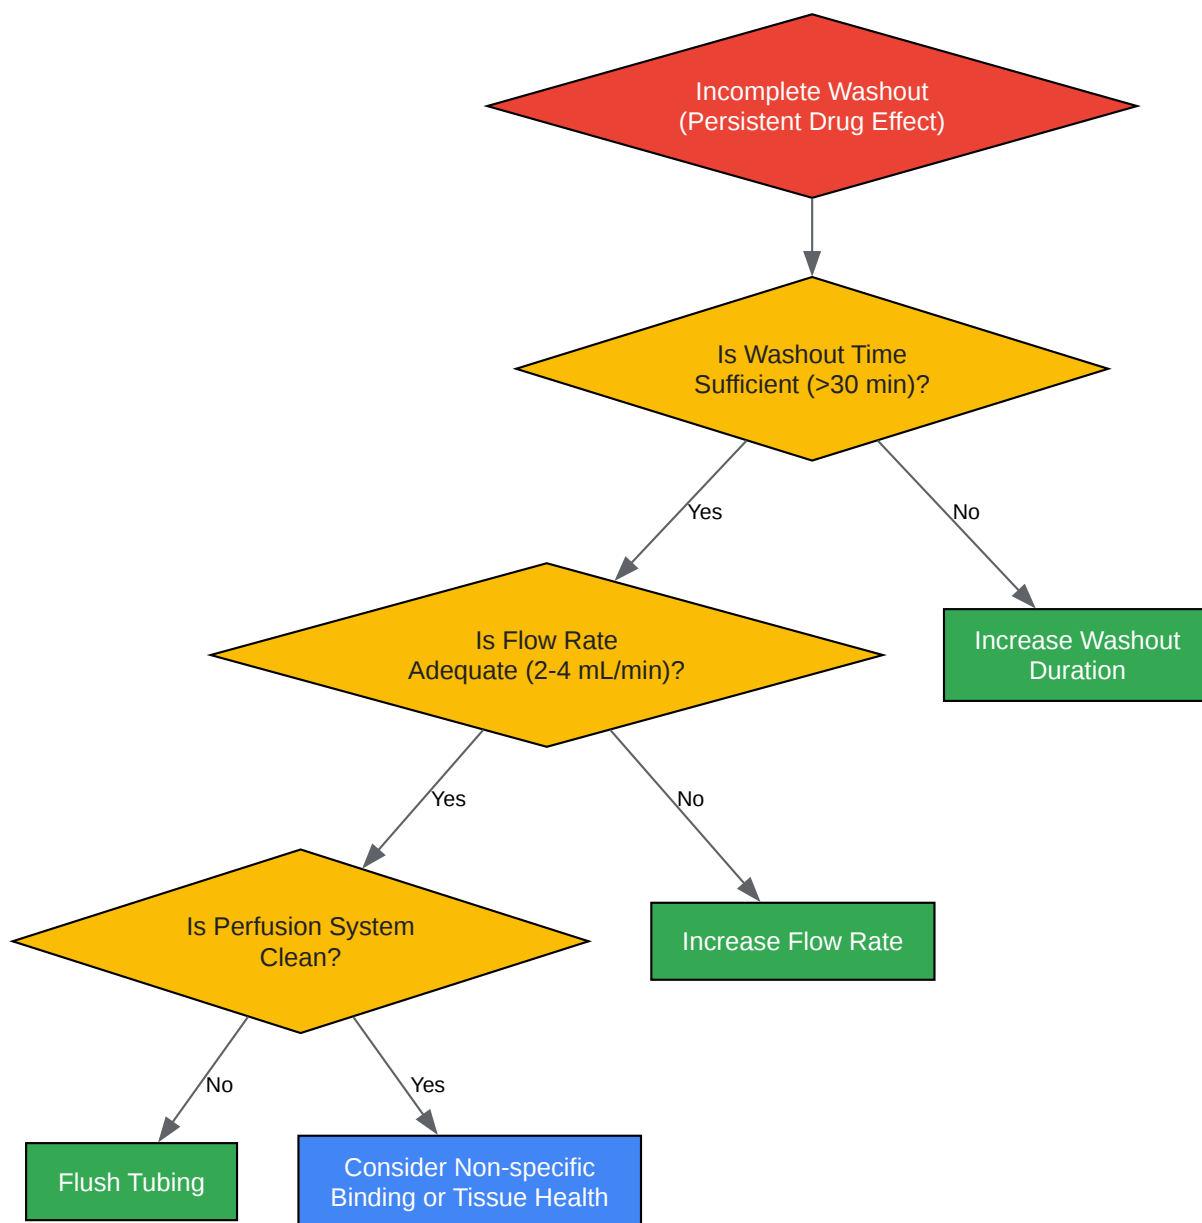 Incomplete Washout
(Persistent Drug Effect)
Is Washout Time
Sufficient (>30 min)?
Yes
No
Is Flow Rate
Adequate (2-4 mL/min)?
Increase Washout
Duration
Yes
No
Is Perfusion System
Clean?
Increase Flow Rate
No
Yes
Flush Tubing
Consider Non-specific
Binding or Tissue Health